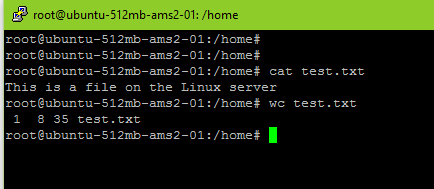 root@ubuntu-512mb-ams2-01: /home
root@ubuntu-512mb-ams2-01:/home#
root@ubuntu-512mb-ams2-01:/home#
root@ubuntu-512mb-ams2-01:/home# cat test.txt
This is a file on the Linux server
root@ubuntu-512mb-ams2-01:/home# wc test.txt
 1  8 35 test.txt
root@ubuntu-512mb-ams2-01:/home#